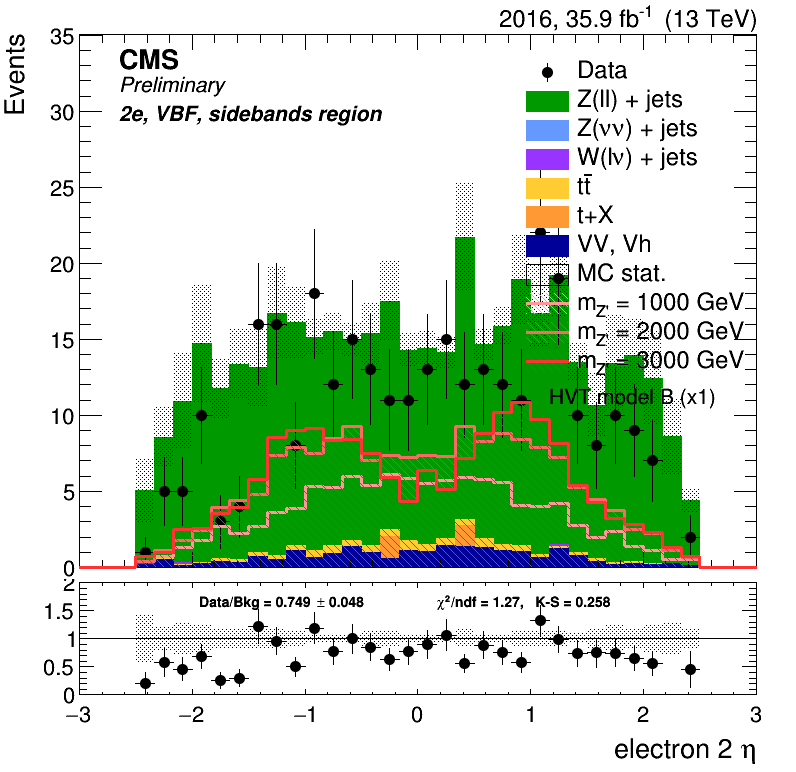 2016, 35.9 fb⁻¹ (13 TeV)
Events
35
30
25
20
15
10
5
0
CMS
Preliminary
2e, VBF, sidebands region
Data
Z(ll) + jets
Z(νν) + jets
W(lν) + jets
tt̄
t+X
VV, Vh
MC stat.
m_Z' = 1000 GeV
m_Z' = 2000 GeV
m_Z' = 3000 GeV
HVT model B (x1)
2
1.5
1
0.5
0
Data/Bkg = 0.749 ± 0.048 χ²/ndf = 1.27, K-S = 0.258
−3 −2 −1 0 1 2 3
electron 2 η